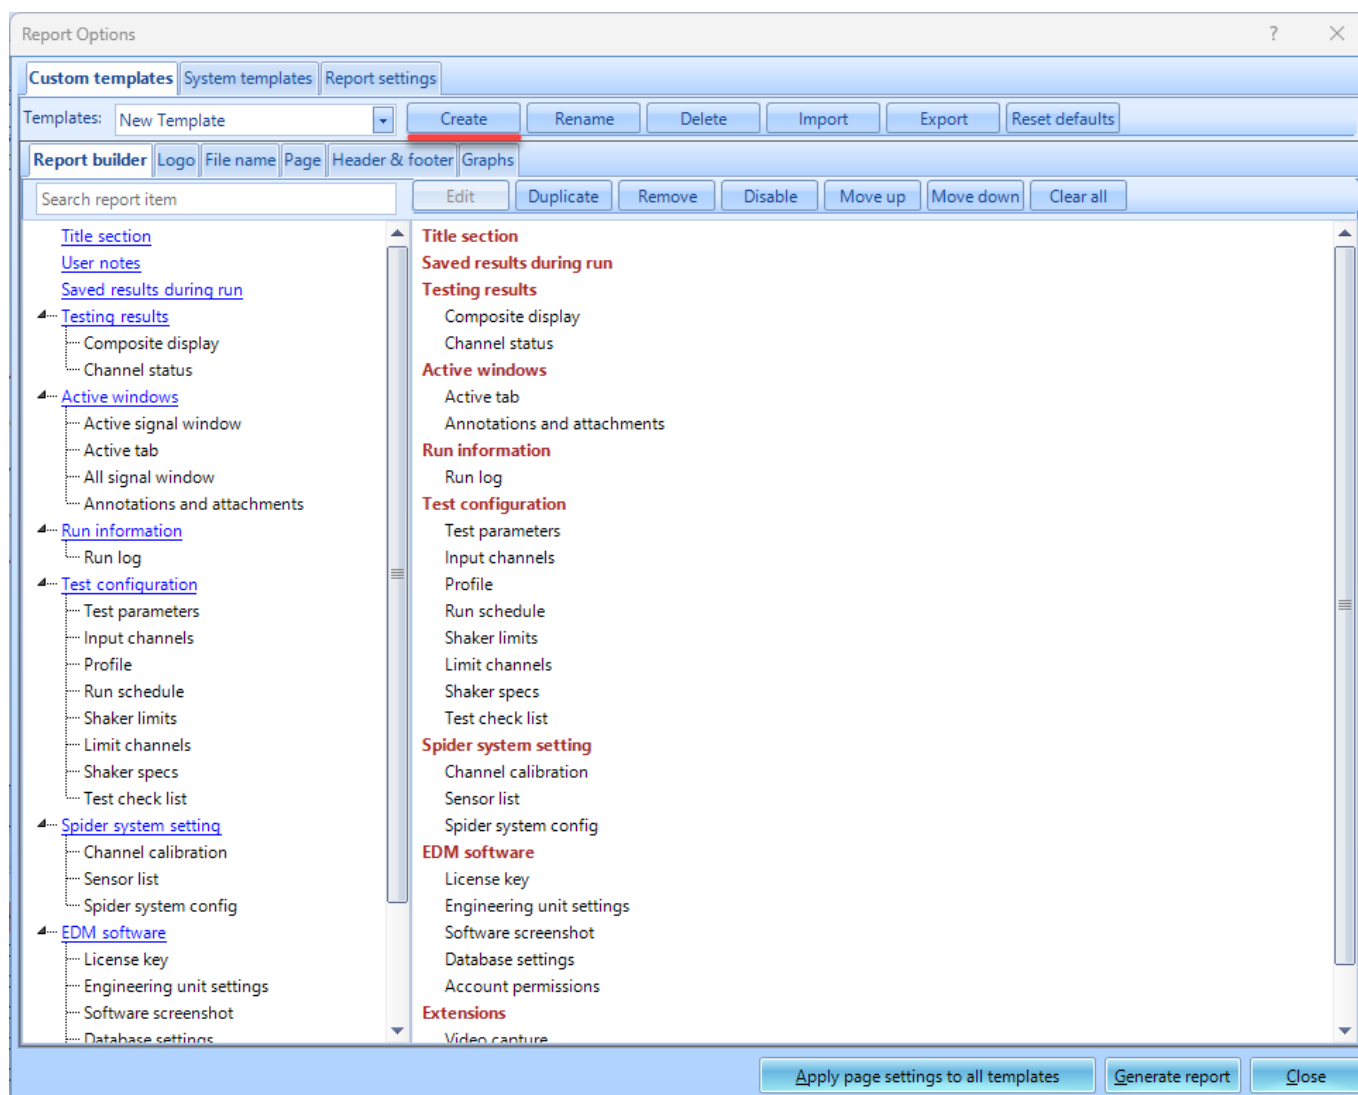 Report Options ?
Custom templates System templates Report settings
Templates: New Template Create Rename Delete Import Export Reset defaults
Report builder Logo File name Page Header & footer Graphs
Search report item Edit Duplicate Remove Disable Move up Move down Clear all
Title section
User notes
Saved results during run
Testing results
Composite display
Channel status
Active windows
Active signal window
Active tab
All signal window
Annotations and attachments
Run information
Run log
Test configuration
Test parameters
Input channels
Profile
Run schedule
Shaker limits
Limit channels
Shaker specs
Test check list
Spider system setting
Channel calibration
Sensor list
Spider system config
EDM software
License key
Engineering unit settings
Software screenshot
Database settings
Title section
Saved results during run
Testing results
Composite display
Channel status
Active windows
Active tab
Annotations and attachments
Run information
Run log
Test configuration
Test parameters
Input channels
Profile
Run schedule
Shaker limits
Limit channels
Shaker specs
Test check list
Spider system setting
Channel calibration
Sensor list
Spider system config
EDM software
License key
Engineering unit settings
Software screenshot
Database settings
Account permissions
Extensions
Video capture
Apply page settings to all templates Generate report Close